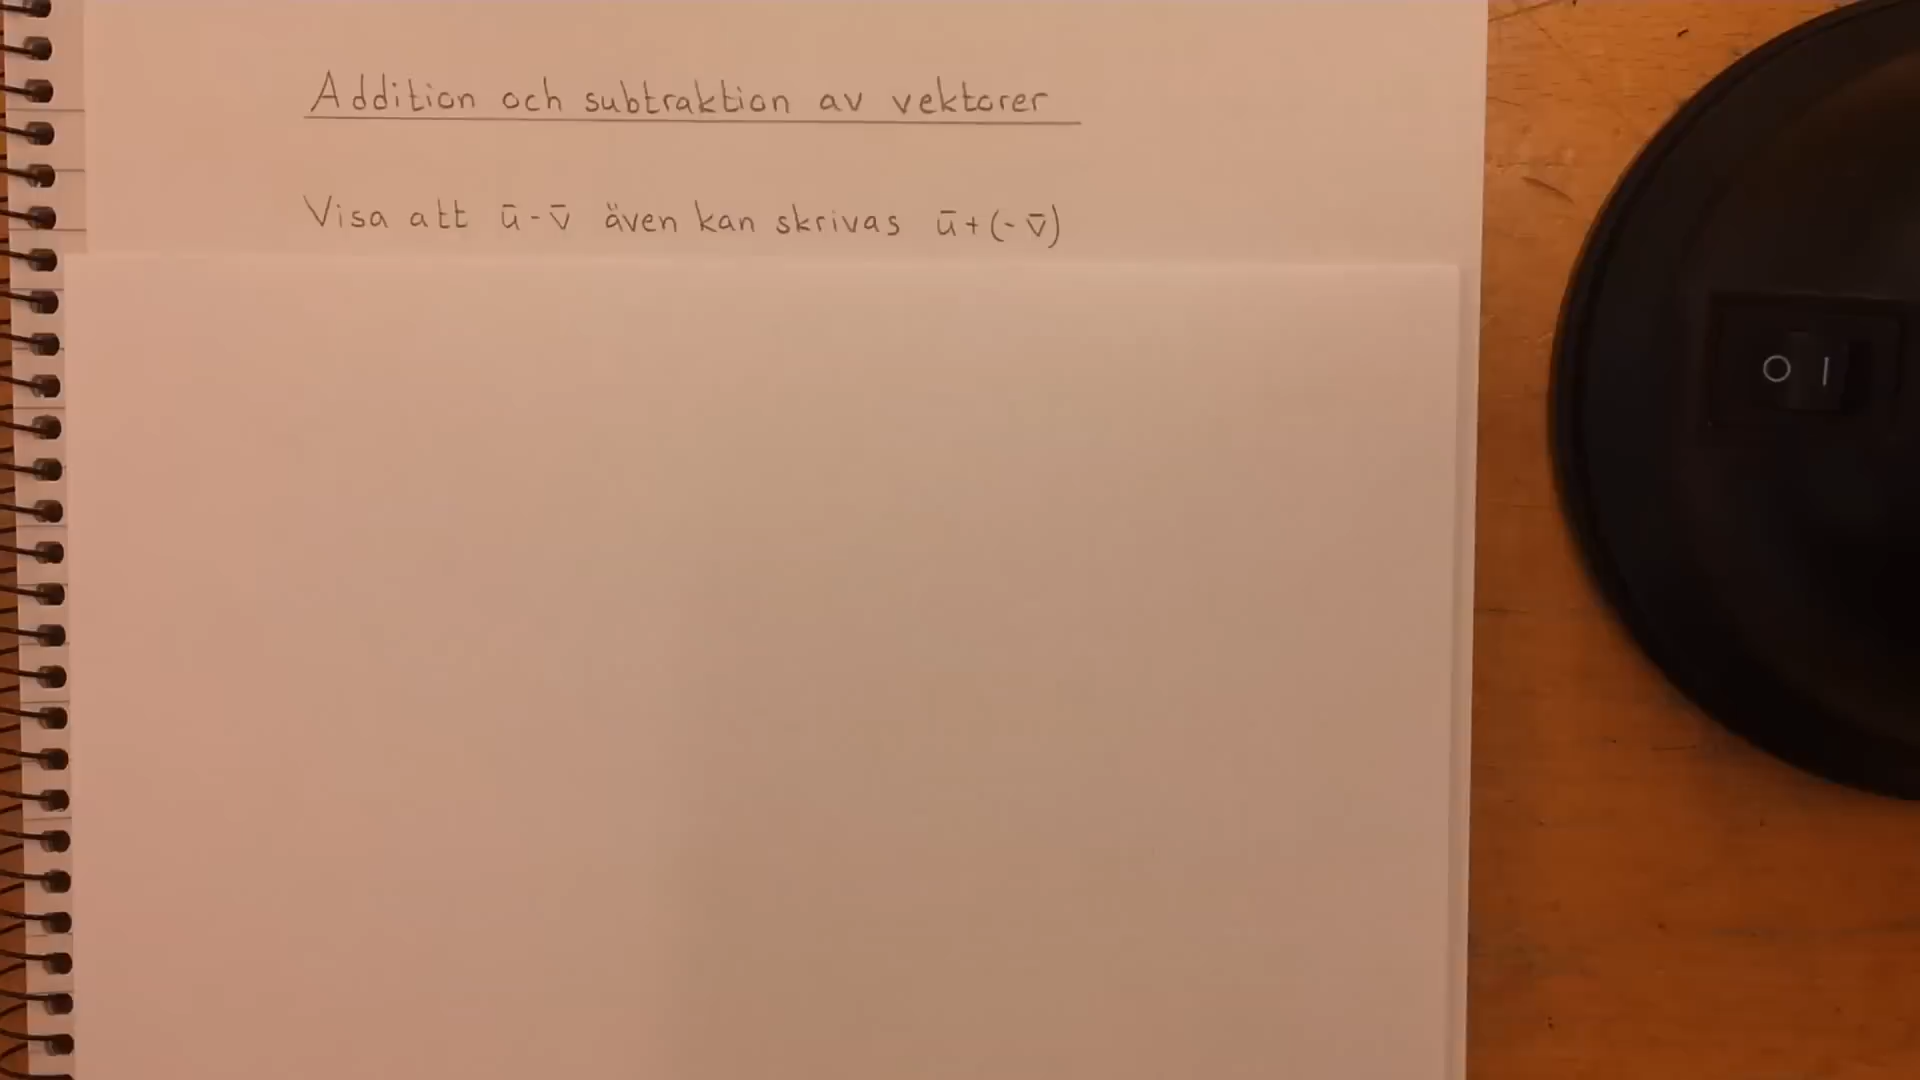 Addition och subtraktion av vektorer
Visa att ū - v̄ även kan skrivas ū + (- v̄)
O I